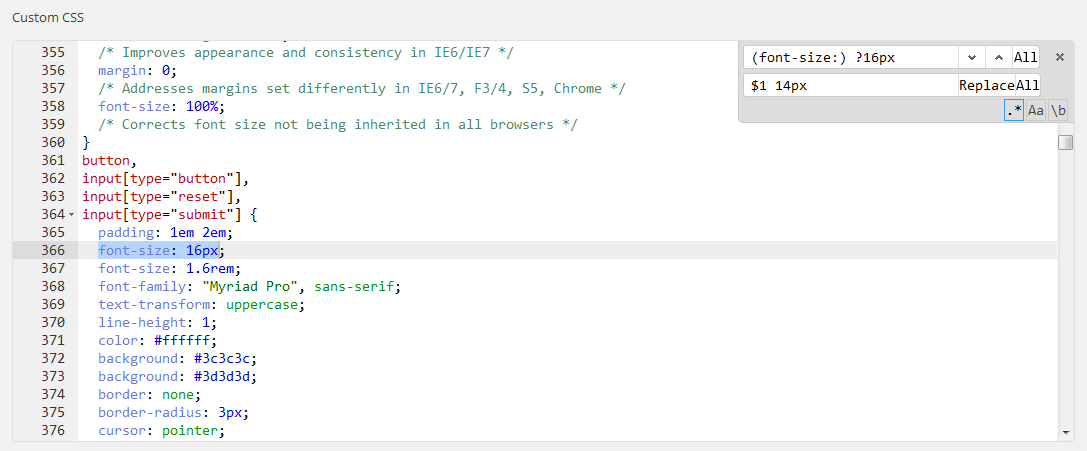 Custom CSS
355 /* Improves appearance and consistency in IE6/IE7 */
356 margin: 0;
357 /* Addresses margins set differently in IE6/7, F3/4, S5, Chrome */
358 font-size: 100%;
359 /* Corrects font size not being inherited in all browsers */
360 }
361 button,
362 input[type="button"],
363 input[type="reset"],
364 input[type="submit"] {
365 padding: 1em 2em;
366 font-size: 16px;
367 font-size: 1.6rem;
368 font-family: "Myriad Pro", sans-serif;
369 text-transform: uppercase;
370 line-height: 1;
371 color: #ffffff;
372 background: #3c3c3c;
373 background: #3d3d3d;
374 border: none;
375 border-radius: 3px;
376 cursor: pointer;
(font-size:) ?16px All
$1 14px Replace All
.* Aa \b